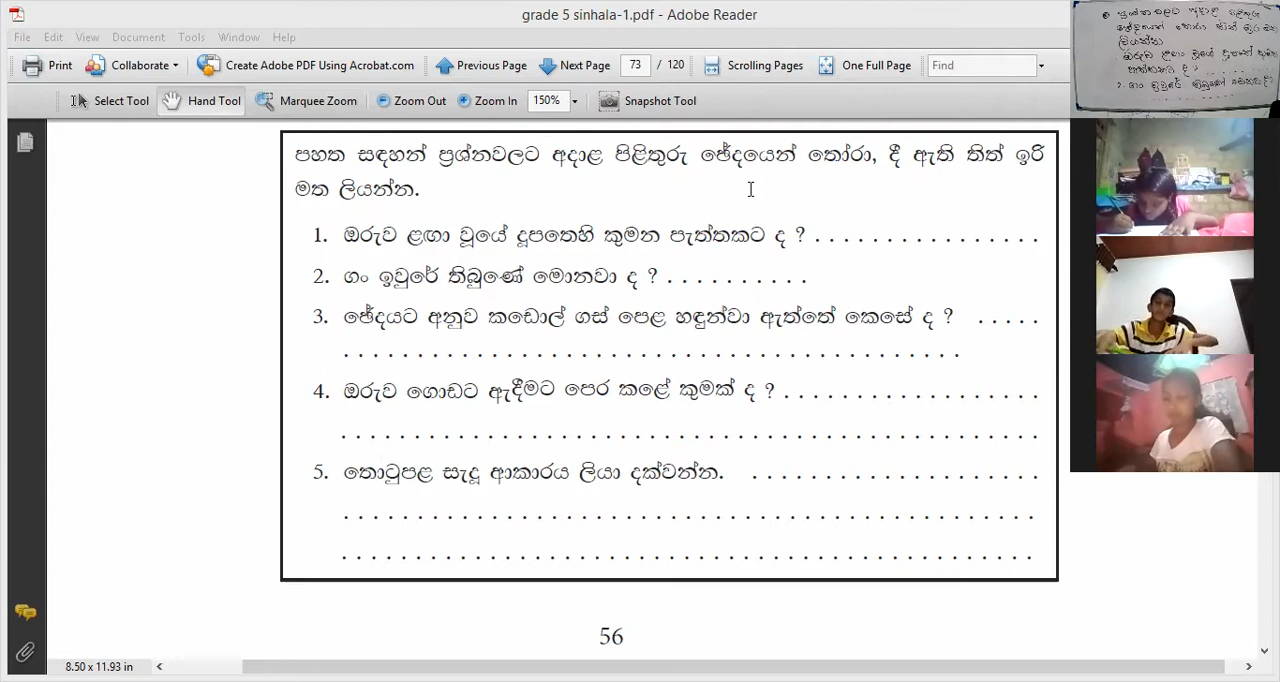 grade 5 sinhala-1.pdf - Adobe Reader
File Edit View Document Tools Window Help
Print Collaborate Create Adobe PDF Using Acrobat.com Previous Page Next Page 73 / 120 Scrolling Pages One Full Page Find
Select Tool Hand Tool Marquee Zoom Zoom Out Zoom In 150% Snapshot Tool
පහත සඳහන් ප්‍රශ්නවලට අදාළ පිළිතුරු ඡේදයෙන් තෝරා, දී ඇති තිත් ඉරි
මත ලියන්න.
1. ඔරුව ළඟා වූයේ දූපතෙහි කුමන පැත්තකට ද ? . . . . . . . . . . . . . . . .
2. ගං ඉවුරේ තිබුණේ මොනවා ද ? . . . . . . . . . .
3. ඡේදයට අනුව කඩොල් ගස් පෙළ හඳුන්වා ඇත්තේ කෙසේ ද ? . . . . .
. . . . . . . . . . . . . . . . . . . . . . . . . . . . . . . . . . . . . . . . . .
4. ඔරුව ගොඩට ඇදීමට පෙර කළේ කුමක් ද ? . . . . . . . . . . . . . . . . . .
. . . . . . . . . . . . . . . . . . . . . . . . . . . . . . . . . . . . . . . . . . . . . . . .
5. තොටුපළ සැදූ ආකාරය ලියා දක්වන්න. . . . . . . . . . . . . . . . . . . . .
. . . . . . . . . . . . . . . . . . . . . . . . . . . . . . . . . . . . . . . . . . . . . . . .
. . . . . . . . . . . . . . . . . . . . . . . . . . . . . . . . . . . . . . . . . . . . . . . .
56
8.50 x 11.93 in